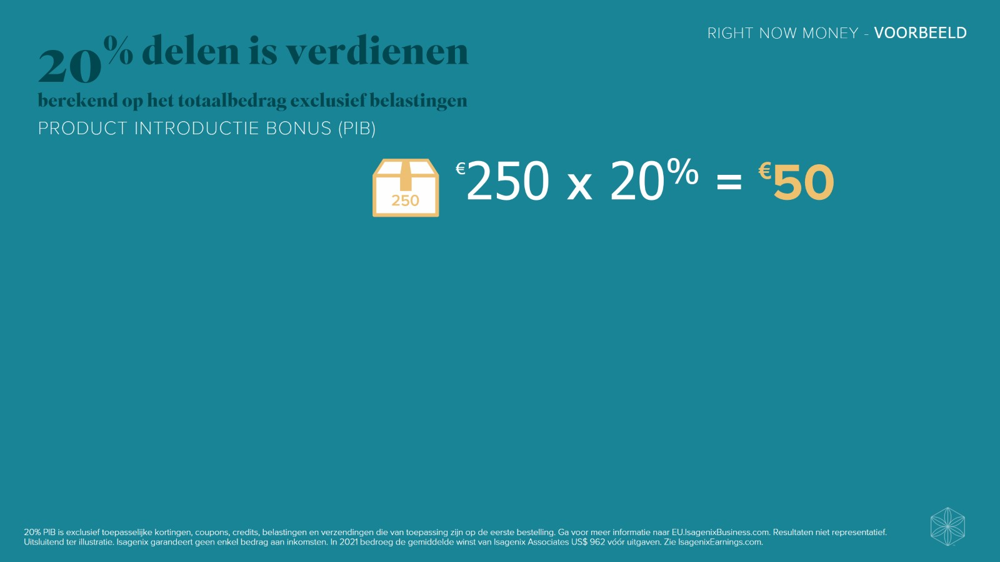 RIGHT NOW MONEY - VOORBEELD
20% delen is verdienen
berekend op het totaalbedrag exclusief belastingen
PRODUCT INTRODUCTIE BONUS (PIB)
250
€250 x 20% = €50
20% PIB is exclusief toepasselijke kortingen, coupons, credits, belastingen en verzendingen die van toepassing zijn op de eerste bestelling. Ga voor meer informatie naar EU.IsagenixBusiness.com. Resultaten niet representatief.
Uitsluitend ter illustratie. Isagenix garandeert geen enkel bedrag aan inkomsten. In 2021 bedroeg de gemiddelde winst van Isagenix Associates US$ 962 vóór uitgaven. Zie IsagenixEarnings.com.